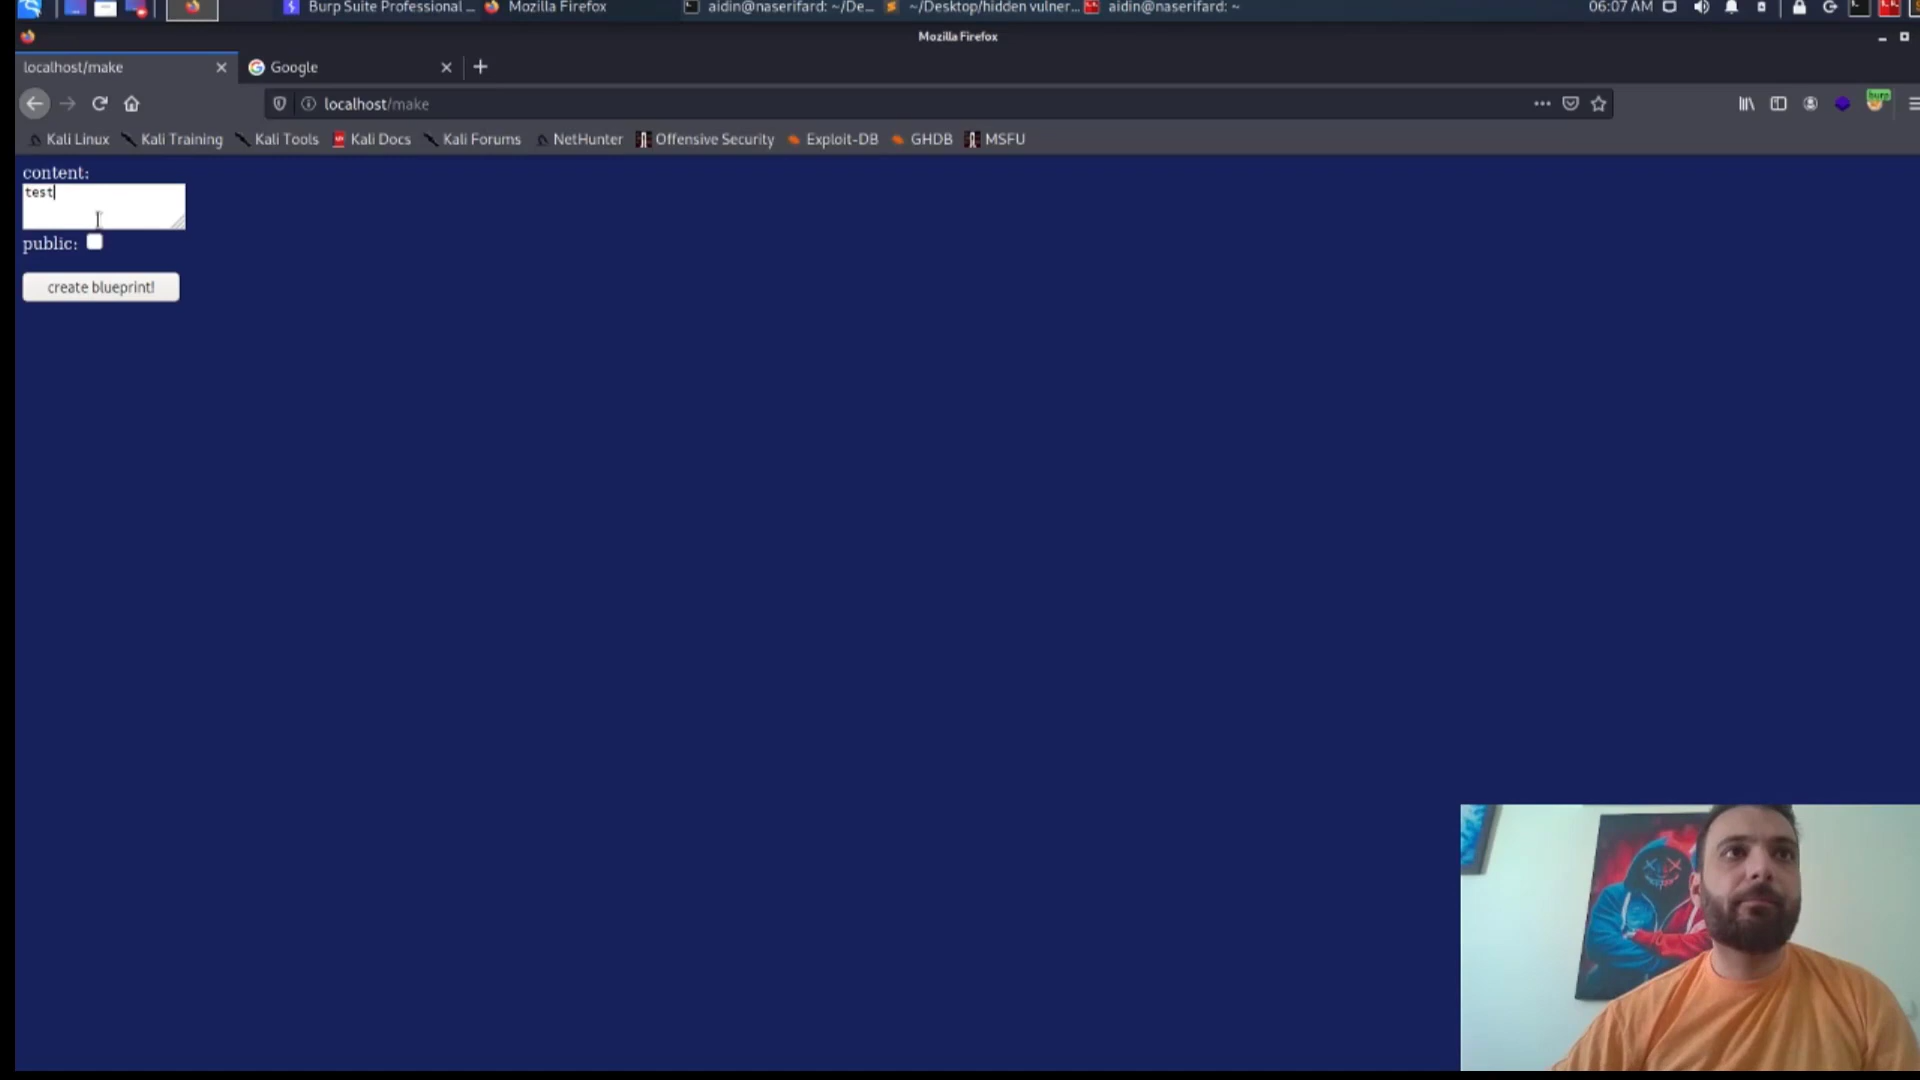 Burp Suite Professional ...
Mozilla Firefox
aidin@naserifard: ~/De...
~/Desktop/hidden vulner...
aidin@naserifard: ~
06:07 AM
Mozilla Firefox
localhost/make
Google
localhost/make
burp
Kali Linux
Kali Training
Kali Tools
Kali Docs
Kali Forums
NetHunter
Offensive Security
Exploit-DB
GHDB
MSFU
content:
test
public:
create blueprint!